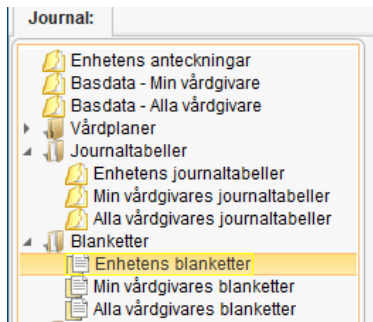 Journal:
Enhetens anteckningar
Basdata - Min vårdgivare
Basdata - Alla vårdgivare
Vårdplaner
Journaltabeller
Enhetens journaltabeller
Min vårdgivares journaltabeller
Alla vårdgivares journaltabeller
Blanketter
Enhetens blanketter
Min vårdgivares blanketter
Alla vårdgivares blanketter